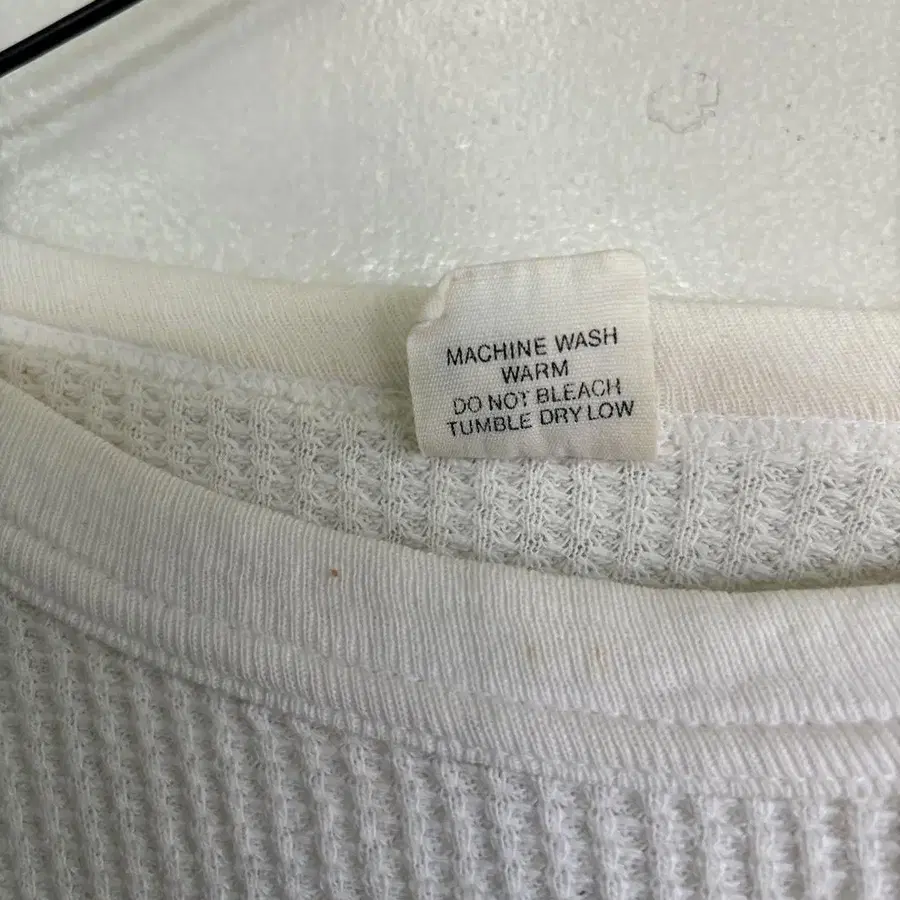 MACHINE WASH
WARM
DO NOT BLEACH
TUMBLE DRY LOW